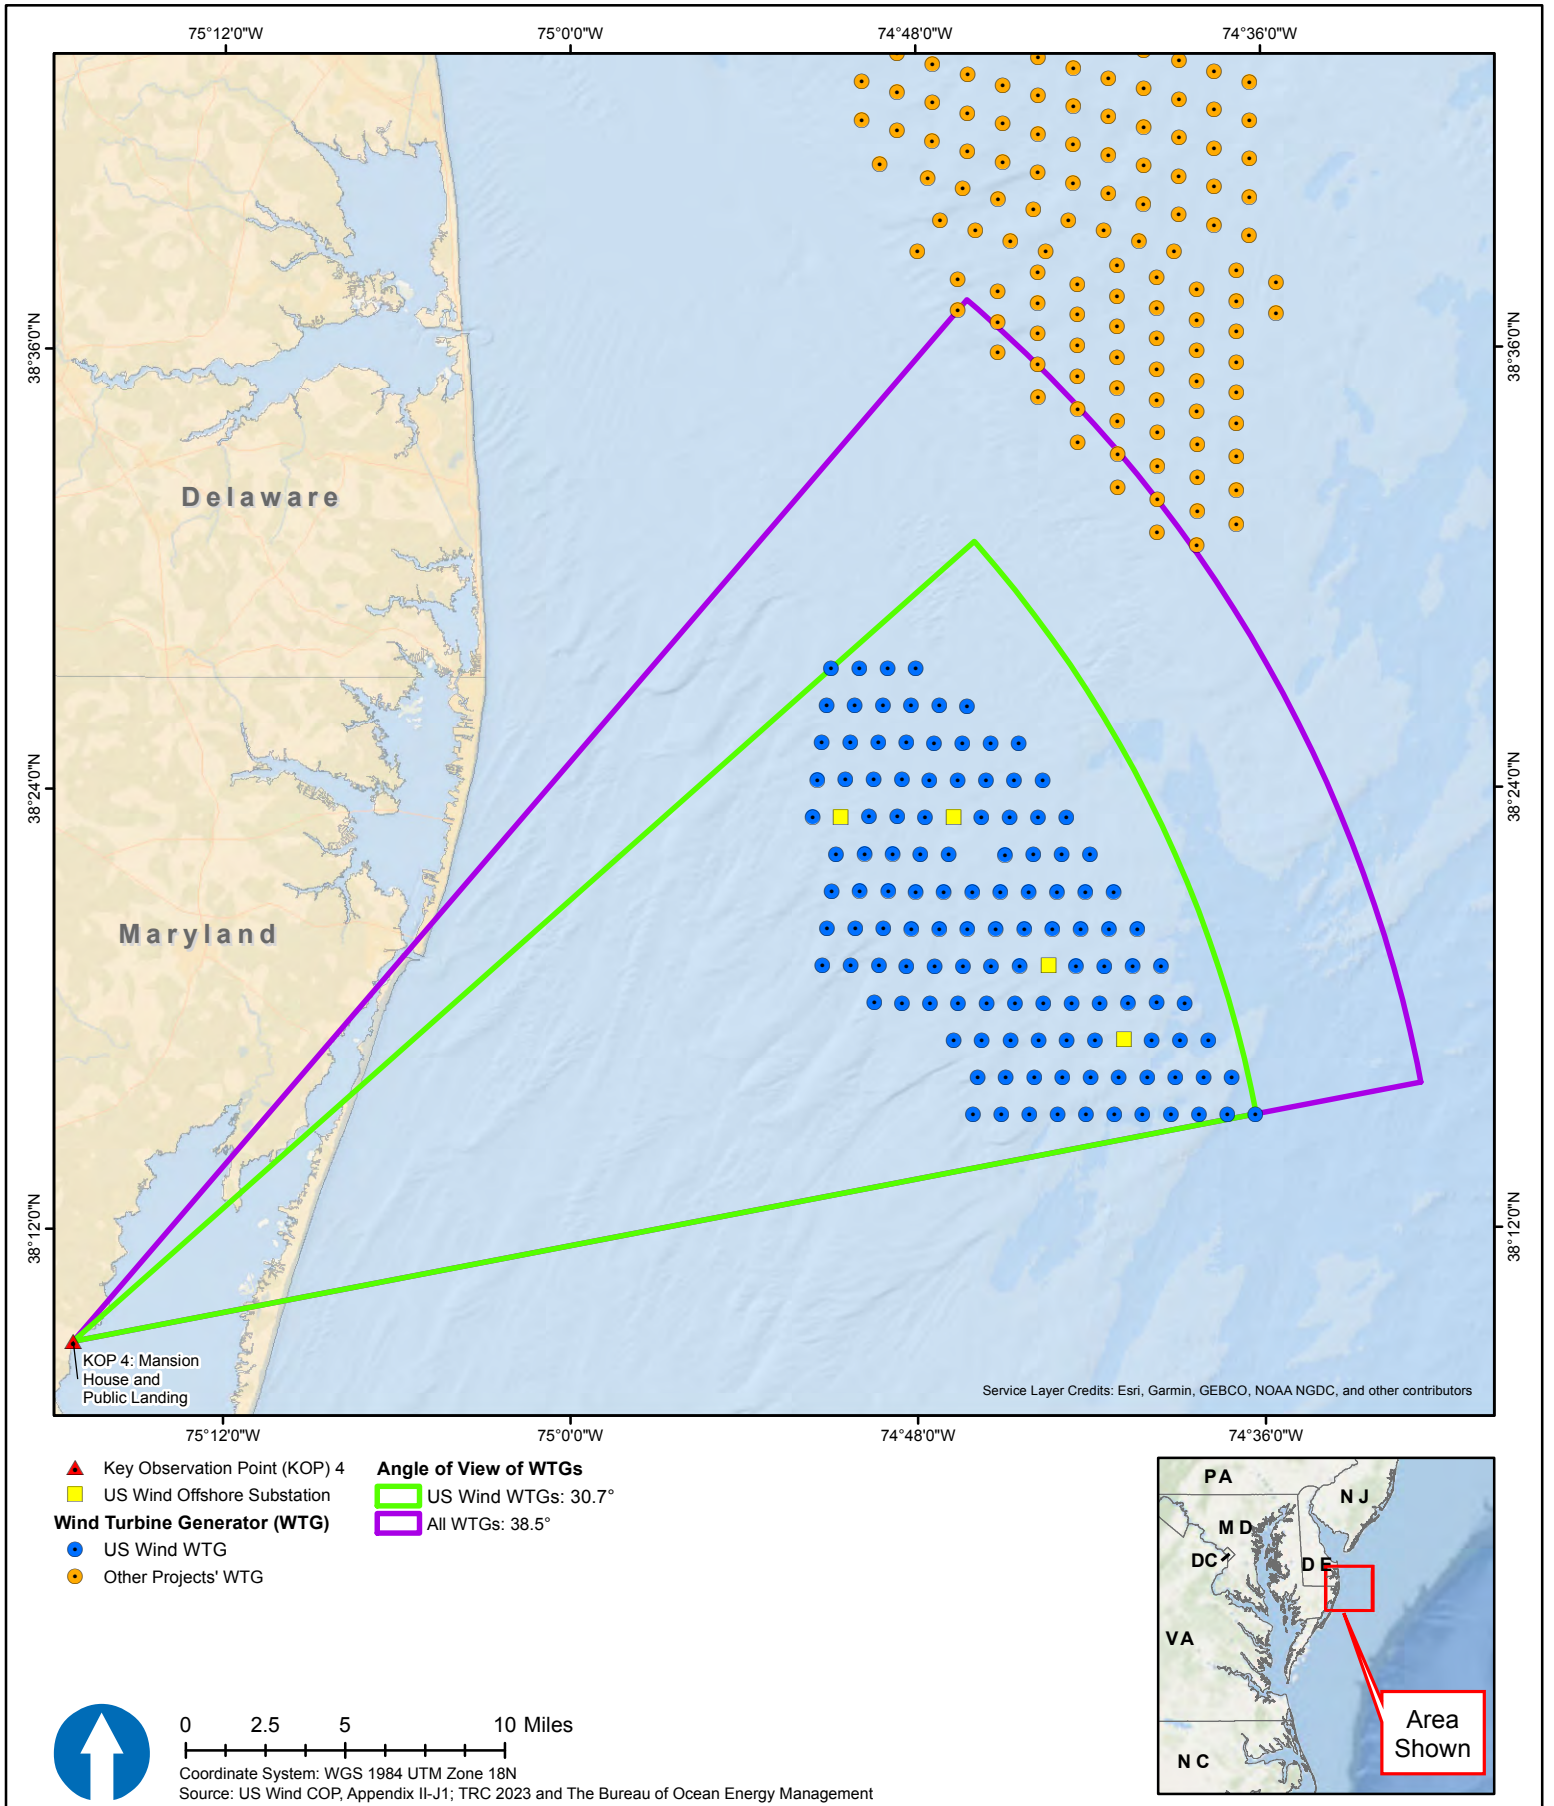 75°12'0"W 75°0'0"W 74°48'0"W 74°36'0"W
38°36'0"N 38°36'0"N
Delaware
38°24'0"N 38°24'0"N
Maryland
38°12'0"N 38°12'0"N
KOP 4: Mansion
House and
Public Landing
Service Layer Credits: Esri, Garmin, GEBCO, NOAA NGDC, and other contributors
75°12'0"W 75°0'0"W 74°48'0"W 74°36'0"W
Key Observation Point (KOP) 4
US Wind Offshore Substation
Wind Turbine Generator (WTG)
US Wind WTG
Other Projects' WTG
Angle of View of WTGs
US Wind WTGs: 30.7°
All WTGs: 38.5°
PA
NJ
MD
DC
DE
VA
NC
Area
Shown
0 2.5 5 10 Miles
Coordinate System: WGS 1984 UTM Zone 18N
Source: US Wind COP, Appendix II-J1; TRC 2023 and The Bureau of Ocean Energy Management